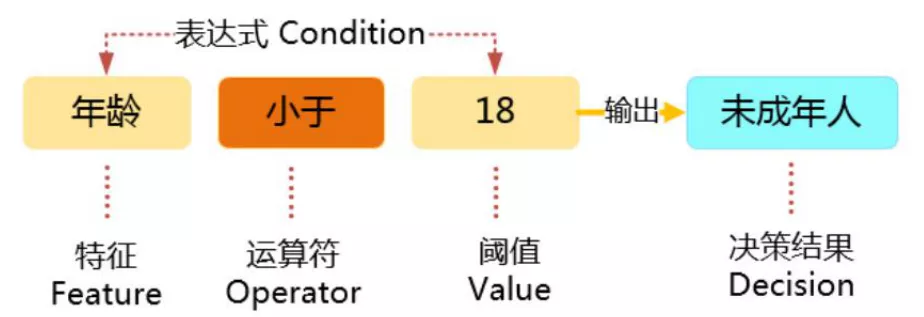 表达式 Condition
年龄
小于
18
输出
未成年人
特征
Feature
运算符
Operator
阈值
Value
决策结果
Decision